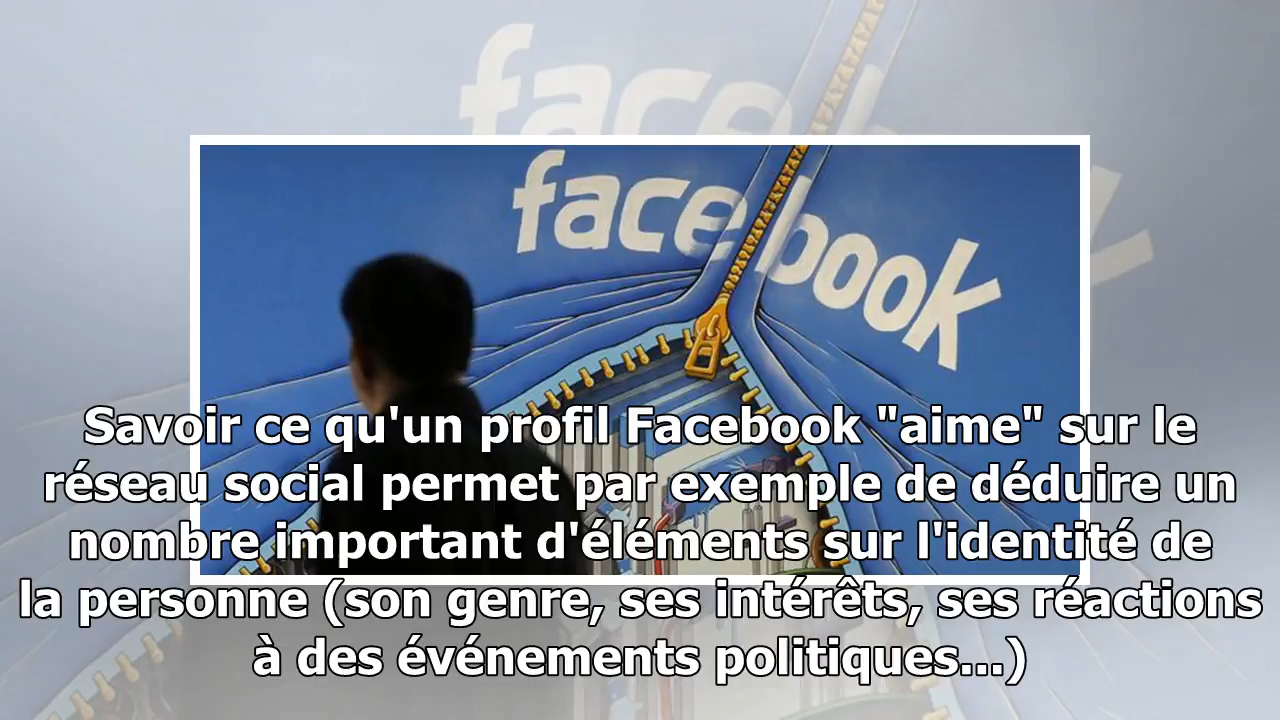 facebook
facebook
Savoir ce qu'un profil Facebook "aime" sur le
réseau social permet par exemple de déduire un
nombre important d'éléments sur l'identité de
la personne (son genre, ses intérêts, ses réactions
à des événements politiques...)